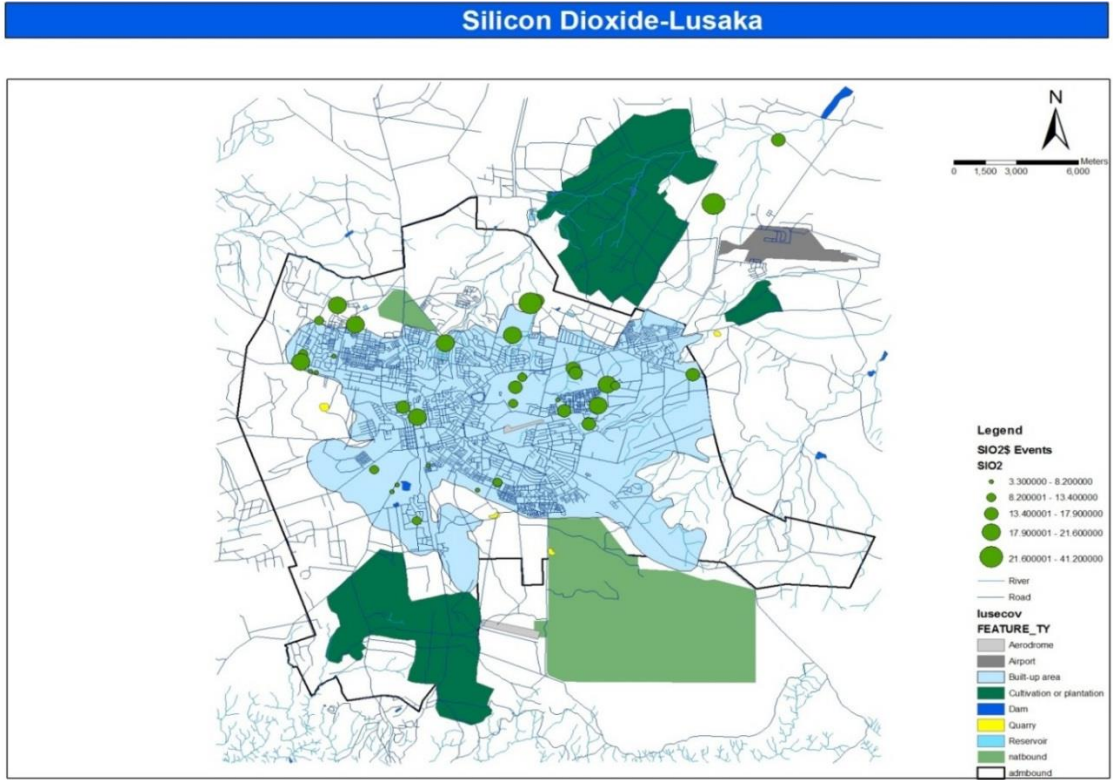 Silicon Dioxide-Lusaka
N
Meters
0 1,500 3,000 6,000
Legend
SIO2$ Events
SIO2
3.300000 - 8.200000
8.200001 - 13.400000
13.400001 - 17.900000
17.900001 - 21.600000
21.600001 - 41.200000
River
Road
lusecov
FEATURE_TY
Aerodrome
Airport
Built-up area
Cultivation or plantation
Dam
Quarry
Reservoir
natbound
admbound